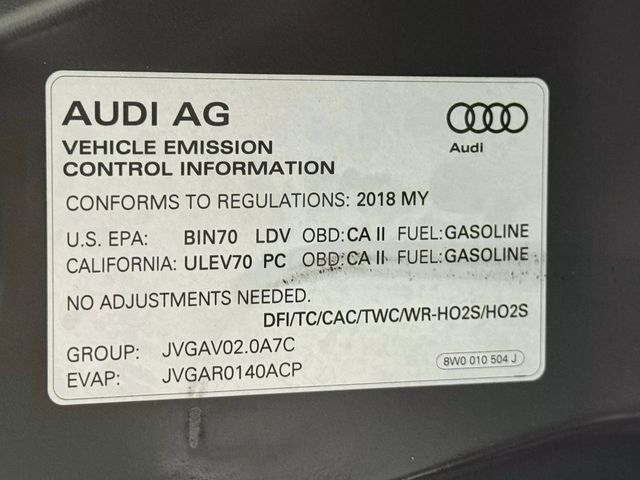 AUDI AG
Audi
VEHICLE EMISSION
CONTROL INFORMATION
CONFORMS TO REGULATIONS: 2018 MY
U.S. EPA: BIN70 LDV OBD: CA II FUEL: GASOLINE
CALIFORNIA: ULEV70 PC OBD: CA II FUEL: GASOLINE
NO ADJUSTMENTS NEEDED.
DFI/TC/CAC/TWC/WR-HO2S/HO2S
GROUP: JVGAV02.0A7C
EVAP: JVGAR0140ACP
8W0 010 504 J